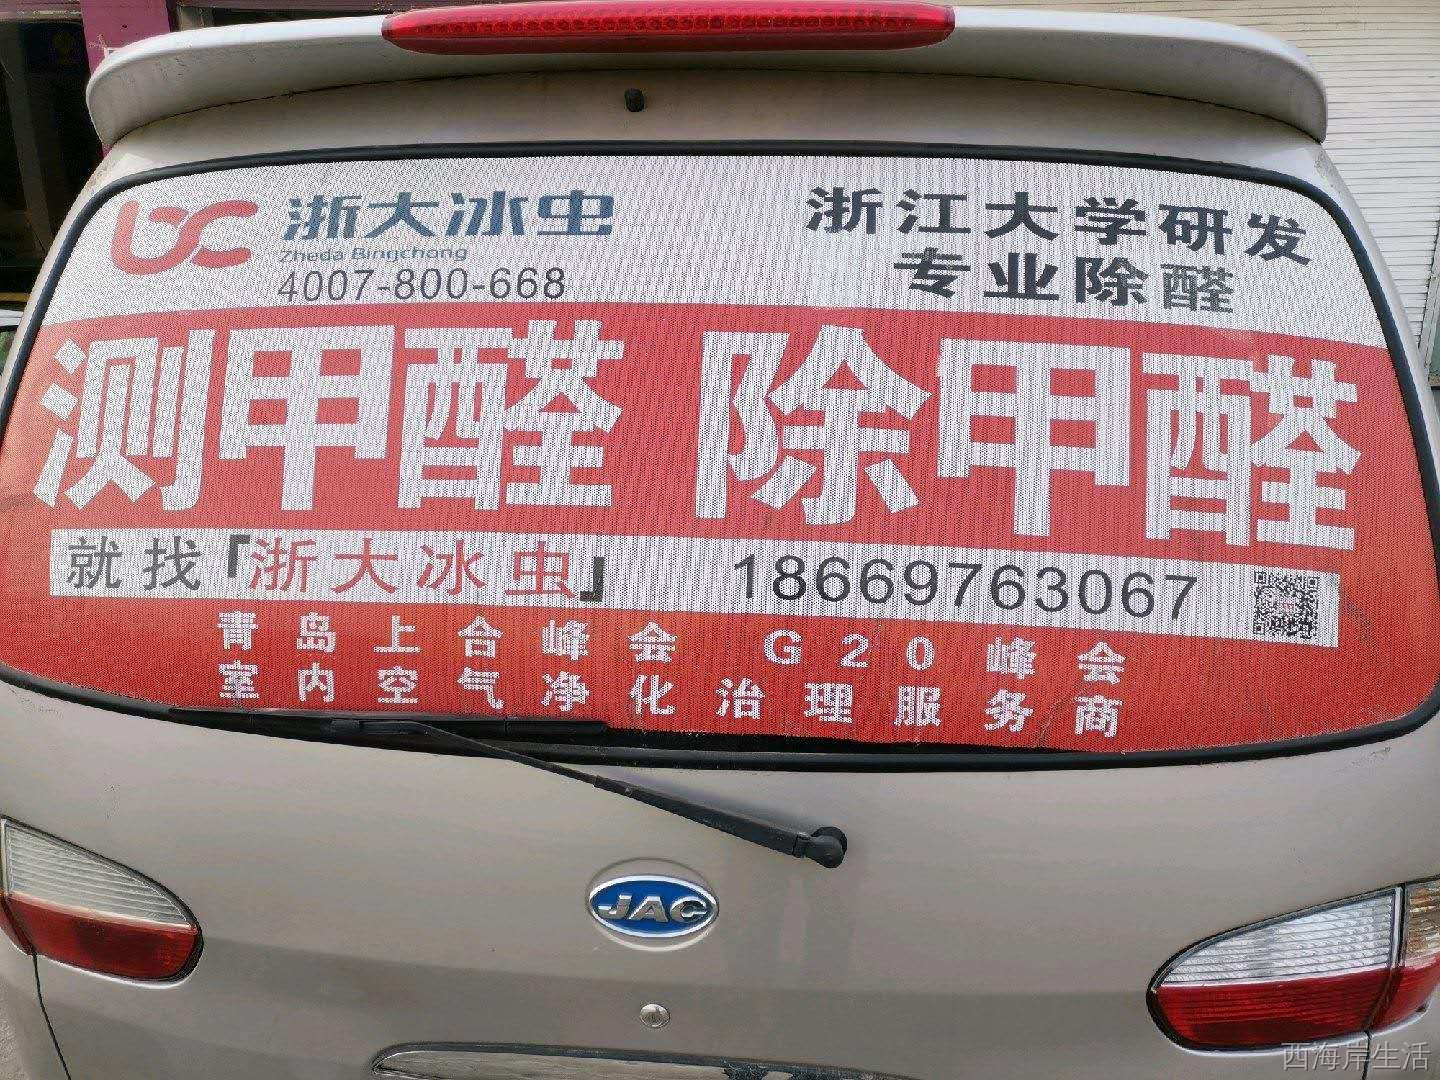 浙大冰虫
Zheda Bingchong
4007-800-668
浙江大学研发
专业除醛
测甲醛 除甲醛
就找「浙大冰虫」 18669763067
青岛上合峰会 G20峰会
室内空气净化治理服务商
JAC
西海岸生活